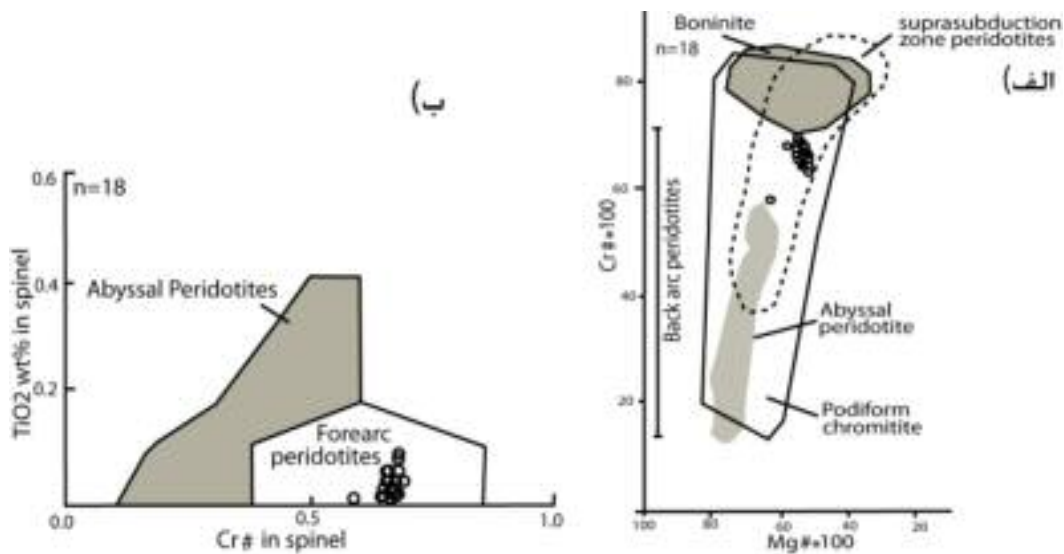 ب)
0.6
n=18
TiO2 wt% in spinel
0.4
Abyssal Peridotites
0.2
Forearc
peridotites
0.0
0.5
1.0
Cr# in spinel
الف)
Boninite
suprasubduction
zone peridotites
n=18
80
Back arc peridotites
60
Cr#*100
40
Abyssal
peridotite
20
Podiform
chromitite
100
80
60
40
20
Mg#*100